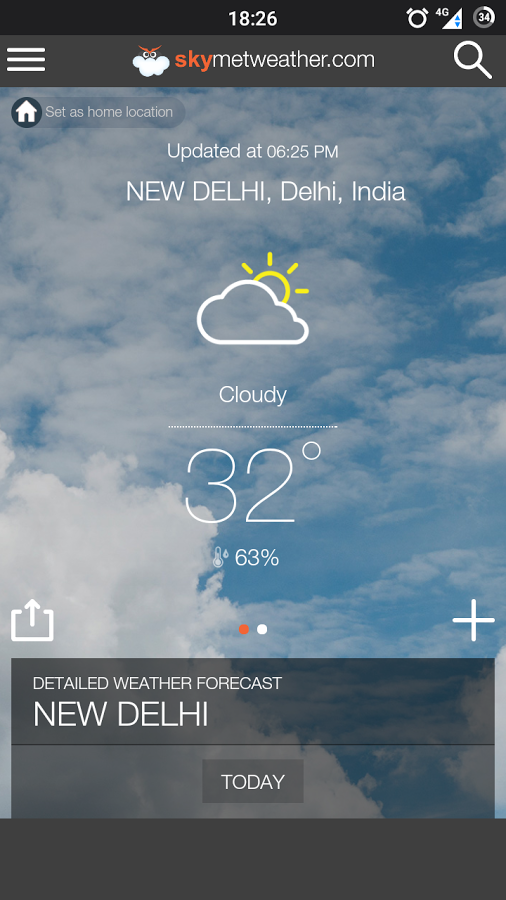 18:26
4G
34
skymetweather.com
Set as home location
Updated at 06:25 PM
NEW DELHI, Delhi, India
Cloudy
32°
63%
DETAILED WEATHER FORECAST
NEW DELHI
TODAY